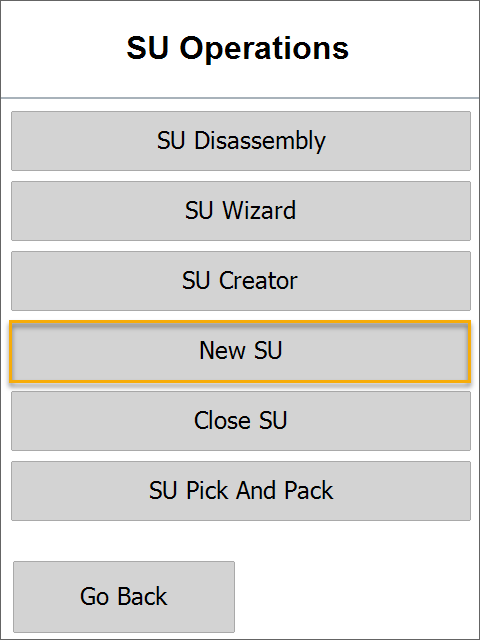 SU Operations
SU Disassembly
SU Wizard
SU Creator
New SU
Close SU
SU Pick And Pack
Go Back